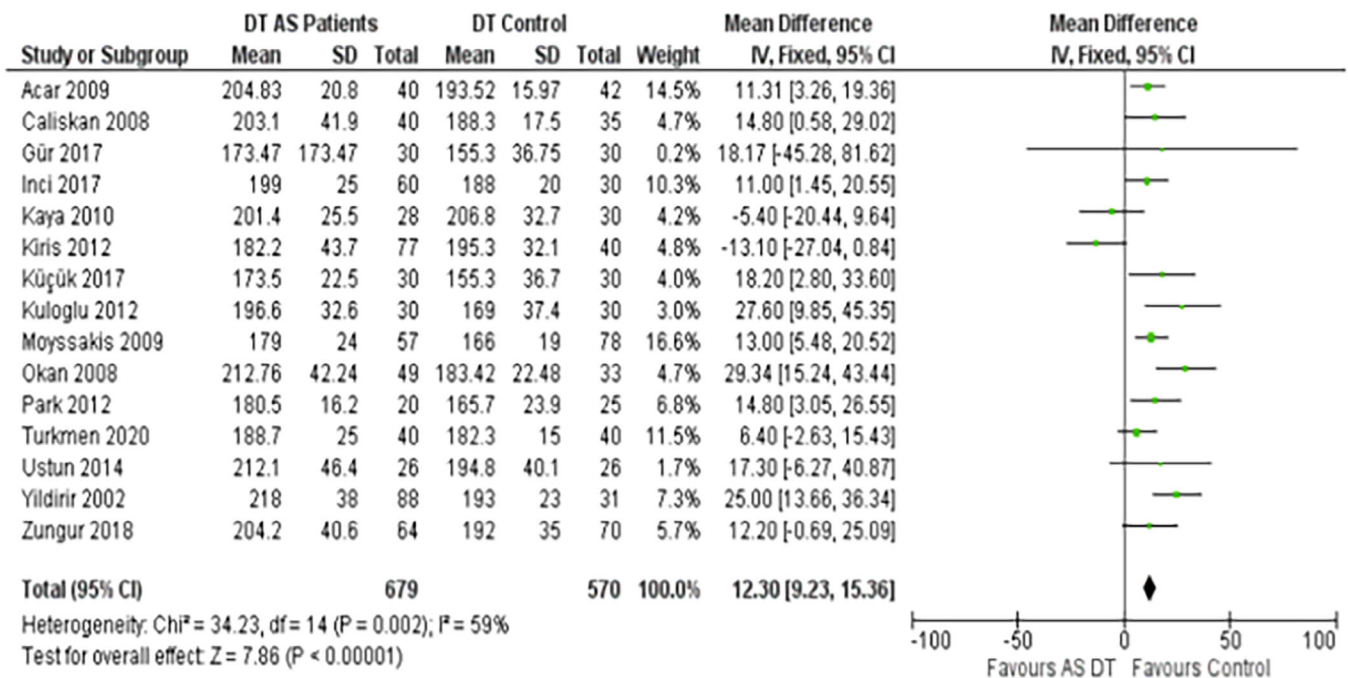 DT AS Patients DT Control Mean Difference Mean Difference
Study or Subgroup Mean SD Total Mean SD Total Weight IV, Fixed, 95% CI IV, Fixed, 95% CI
Acar 2009 204.83 20.8 40 193.52 15.97 42 14.5% 11.31 [3.26, 19.36]
Caliskan 2008 203.1 41.9 40 188.3 17.5 35 4.7% 14.80 [0.58, 29.02]
Gür 2017 173.47 173.47 30 155.3 36.75 30 0.2% 18.17 [-45.28, 81.62]
Inci 2017 199 25 60 188 20 30 10.3% 11.00 [1.45, 20.55]
Kaya 2010 201.4 25.5 28 206.8 32.7 30 4.2% -5.40 [-20.44, 9.64]
Kiris 2012 182.2 43.7 77 195.3 32.1 40 4.8% -13.10 [-27.04, 0.84]
Küçük 2017 173.5 22.5 30 155.3 36.7 30 4.0% 18.20 [2.80, 33.60]
Kuloglu 2012 196.6 32.6 30 169 37.4 30 3.0% 27.60 [9.85, 45.35]
Moyssakis 2009 179 24 57 166 19 78 16.6% 13.00 [5.48, 20.52]
Okan 2008 212.76 42.24 49 183.42 22.48 33 4.7% 29.34 [15.24, 43.44]
Park 2012 180.5 16.2 20 165.7 23.9 25 6.8% 14.80 [3.05, 26.55]
Turkmen 2020 188.7 25 40 182.3 15 40 11.5% 6.40 [-2.63, 15.43]
Ustun 2014 212.1 46.4 26 194.8 40.1 26 1.7% 17.30 [-6.27, 40.87]
Yildirir 2002 218 38 88 193 23 31 7.3% 25.00 [13.66, 36.34]
Zungur 2018 204.2 40.6 64 192 35 70 5.7% 12.20 [-0.69, 25.09]
Total (95% CI) 679 570 100.0% 12.30 [9.23, 15.36]
Heterogeneity: Chi² = 34.23, df = 14 (P = 0.002); I² = 59%
Test for overall effect: Z = 7.86 (P < 0.00001)
-100 -50 0 50 100
Favours AS DT Favours Control